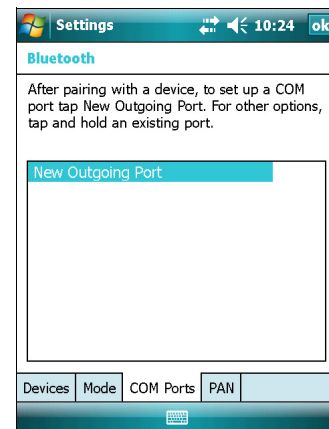 Settings 10:24 ok
Bluetooth
After pairing with a device, to set up a COM
port tap New Outgoing Port. For other options,
tap and hold an existing port.
New Outgoing Port
Devices Mode COM Ports PAN